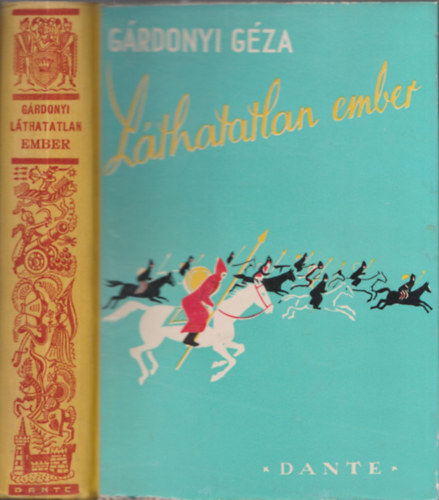 GÁRDONYI
LÁTHATATLAN
EMBER
DANTE
GÁRDONYI GÉZA
Láthatatlan ember
* DANTE *